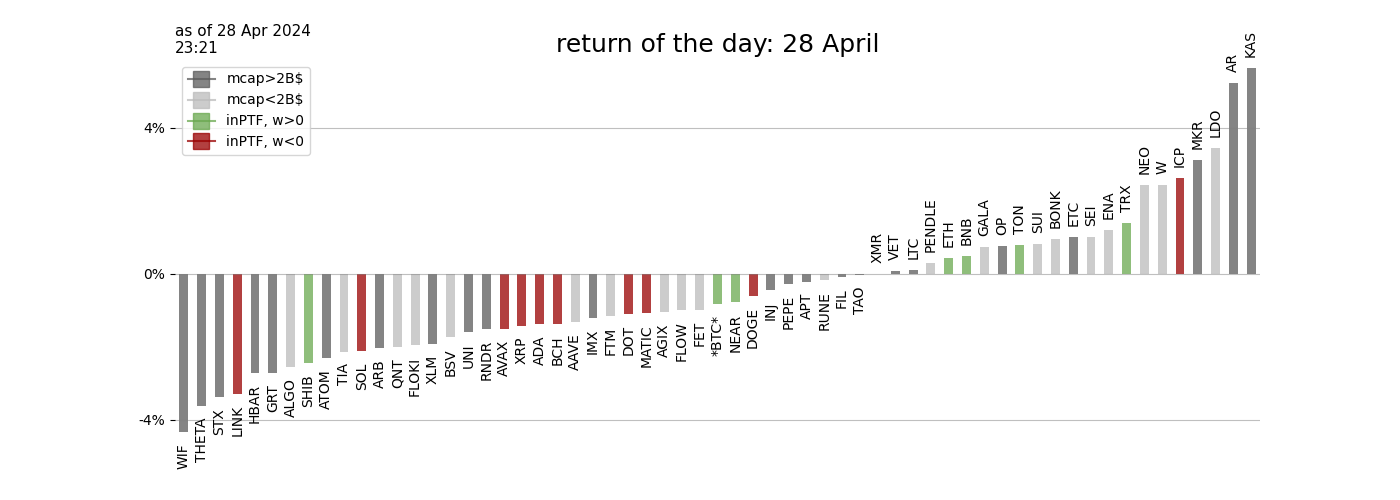 as of 28 Apr 2024
23:21
return of the day: 28 April
mcap>2B$
mcap<2B$
inPTF, w>0
inPTF, w<0
4%
0%
-4%
WIF
THETA
STX
LINK
HBAR
GRT
ALGO
SHIB
ATOM
TIA
SOL
ARB
QNT
FLOKI
XLM
BSV
UNI
RNDR
AVAX
XRP
ADA
BCH
AAVE
IMX
FTM
DOT
MATIC
AGIX
FLOW
FET
*BTC*
NEAR
DOGE
INJ
PEPE
APT
RUNE
FIL
TAO
XMR
VET
LTC
PENDLE
ETH
BNB
GALA
OP
TON
SUI
BONK
ETC
SEI
ENA
TRX
NEO
W
ICP
MKR
LDO
AR
KAS